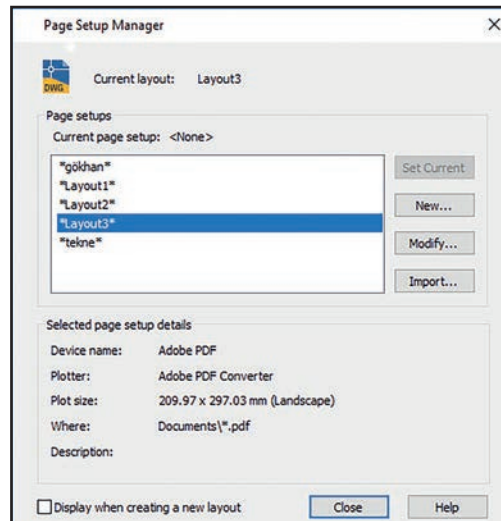 Page Setup Manager
DWG
Current layout: Layout3
Page setups
Current page setup: <None>
*gökhan*
*Layout1*
*Layout2*
*Layout3*
*tekne*
Set Current
New...
Modify...
Import...
Selected page setup details
Device name: Adobe PDF
Plotter: Adobe PDF Converter
Plot size: 209.97 x 297.03 mm (Landscape)
Where: Documents\*.pdf
Description:
Display when creating a new layout
Close
Help